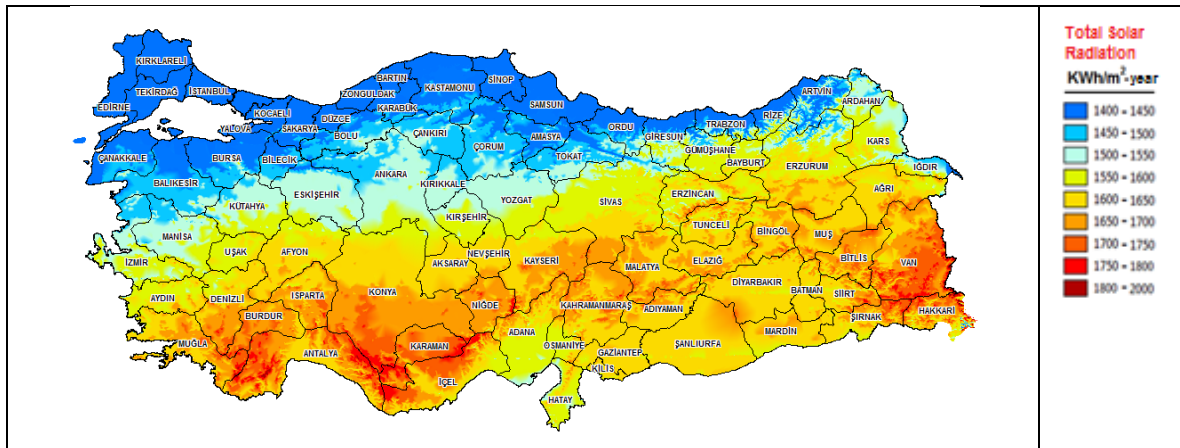 KIRKLARELİ
TEKİRDAĞ
İSTANBUL
EDİRNE
KOCAELİ
YALOVA
SAKARYA
DÜZCE
BOLU
ZONGULDAK
BARTIN
KARABÜK
KASTAMONU
SİNOP
SAMSUN
ÇANKIRI
ÇORUM
AMASYA
TOKAT
ORDU
GİRESUN
TRABZON
RİZE
ARTVİN
ARDAHAN
KARS
GÜMÜŞHANE
BAYBURT
ERZURUM
IĞDIR
AĞRI
ÇANAKKALE
BURSA
BİLECİK
BALIKESİR
KÜTAHYA
ESKİŞEHİR
ANKARA
KIRIKKALE
YOZGAT
SİVAS
ERZİNCAN
TUNCELİ
BİNGÖL
MUŞ
BİTLİS
VAN
MANİSA
İZMİR
UŞAK
AFYON
KIRŞEHİR
NEVŞEHİR
AKSARAY
KAYSERİ
MALATYA
ELAZIĞ
DİYARBAKIR
BATMAN
SİİRT
ŞIRNAK
HAKKARİ
AYDIN
DENİZLİ
ISPARTA
BURDUR
KONYA
NİĞDE
KAHRAMANMARAŞ
ADIYAMAN
MARDİN
ŞANLIURFA
MUĞLA
ANTALYA
KARAMAN
İÇEL
ADANA
OSMANİYE
GAZİANTEP
KİLİS
HATAY
Total Solar
Radiation
KWh/m²-year
1400 - 1450
1450 - 1500
1500 - 1550
1550 - 1600
1600 - 1650
1650 - 1700
1700 - 1750
1750 - 1800
1800 - 2000